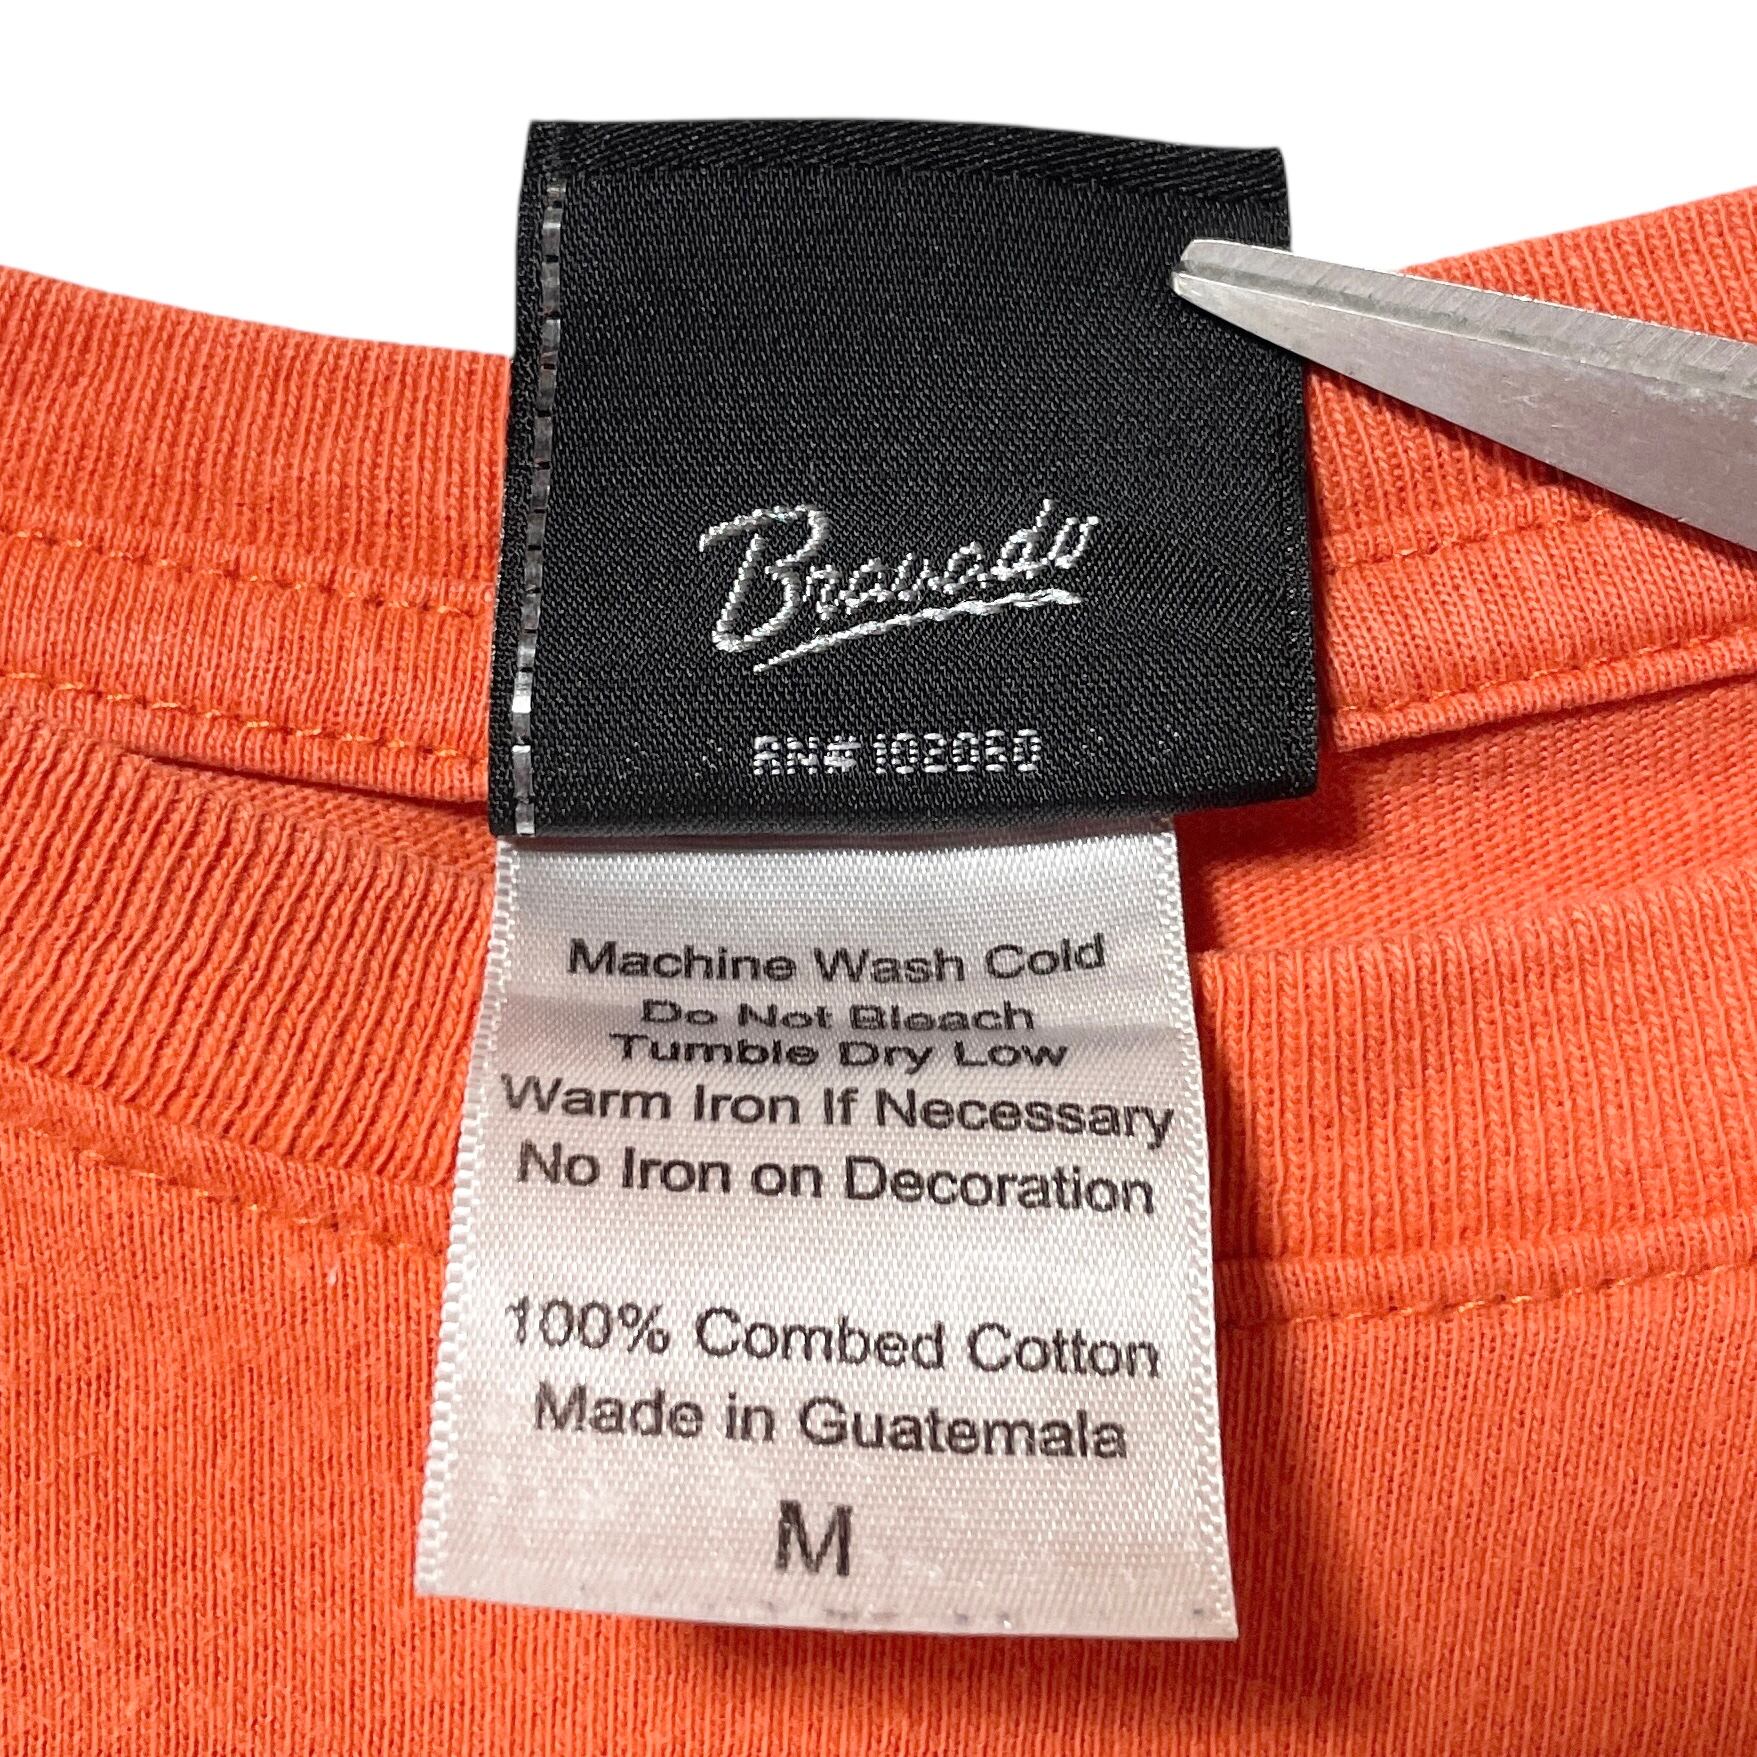 Bravado
RN#102060
Machine Wash Cold
Do Not Bleach
Tumble Dry Low
Warm Iron If Necessary
No Iron on Decoration
100% Combed Cotton
Made in Guatemala
M